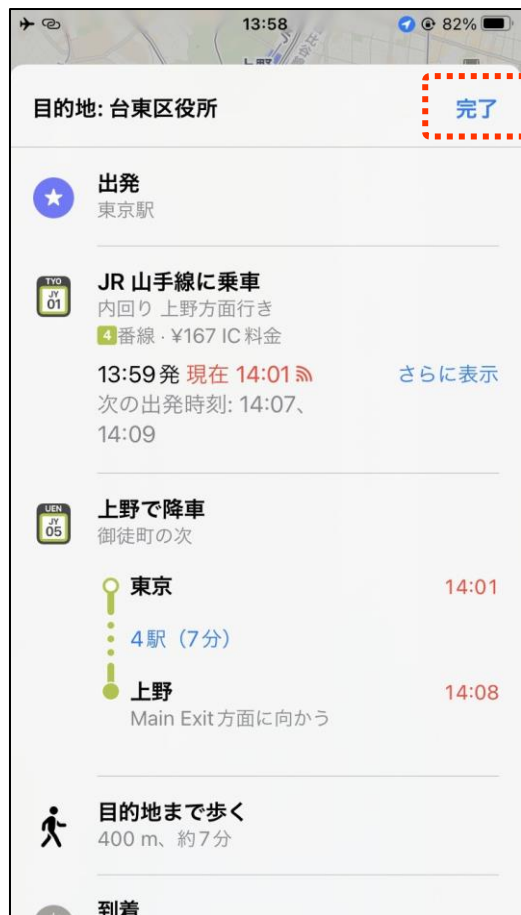 13:58
82%
上野
目的地: 台東区役所
完了
出発
東京駅
TYO
JY
01
JR 山手線に乗車
内回り 上野方面行き
4番線 · ¥167 IC料金
13:59発 現在 14:01
さらに表示
次の出発時刻: 14:07、
14:09
UEN
JY
05
上野で降車
御徒町の次
東京
14:01
4駅（7分）
上野
14:08
Main Exit方面に向かう
目的地まで歩く
400 m、約7分
到着